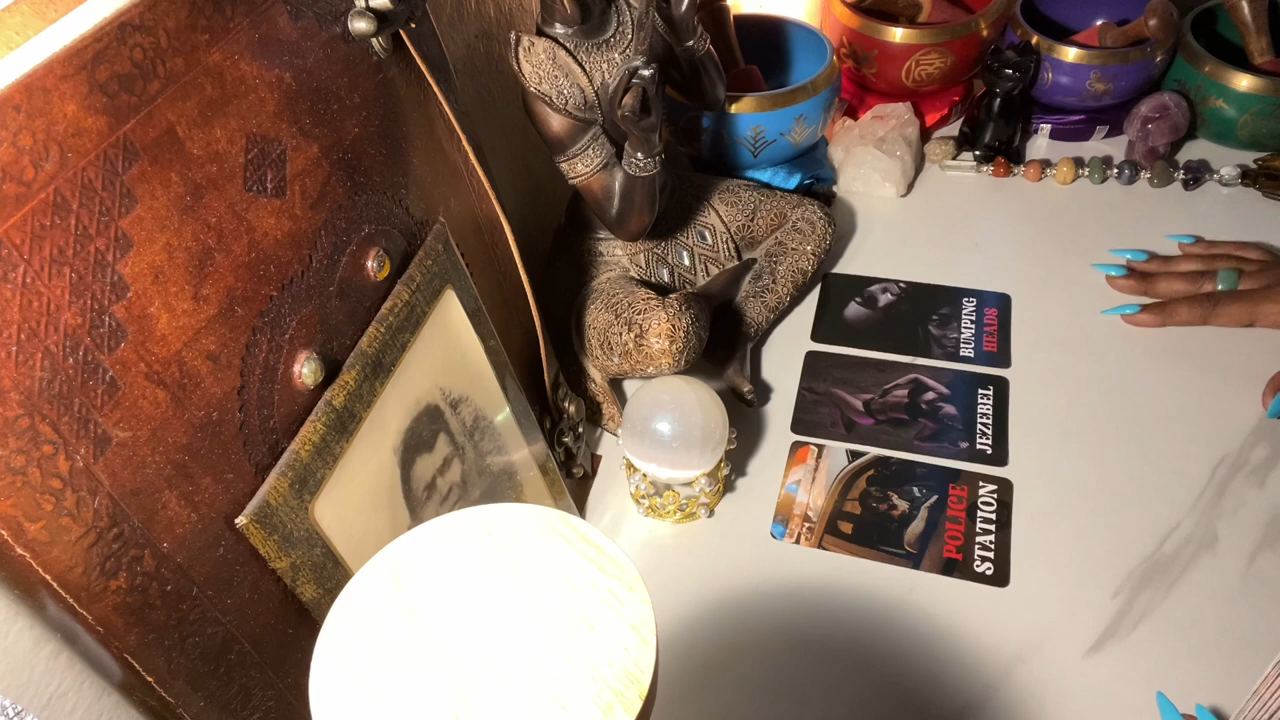 BUMPING
HEADS
JEZEBEL
POLICE
STATION